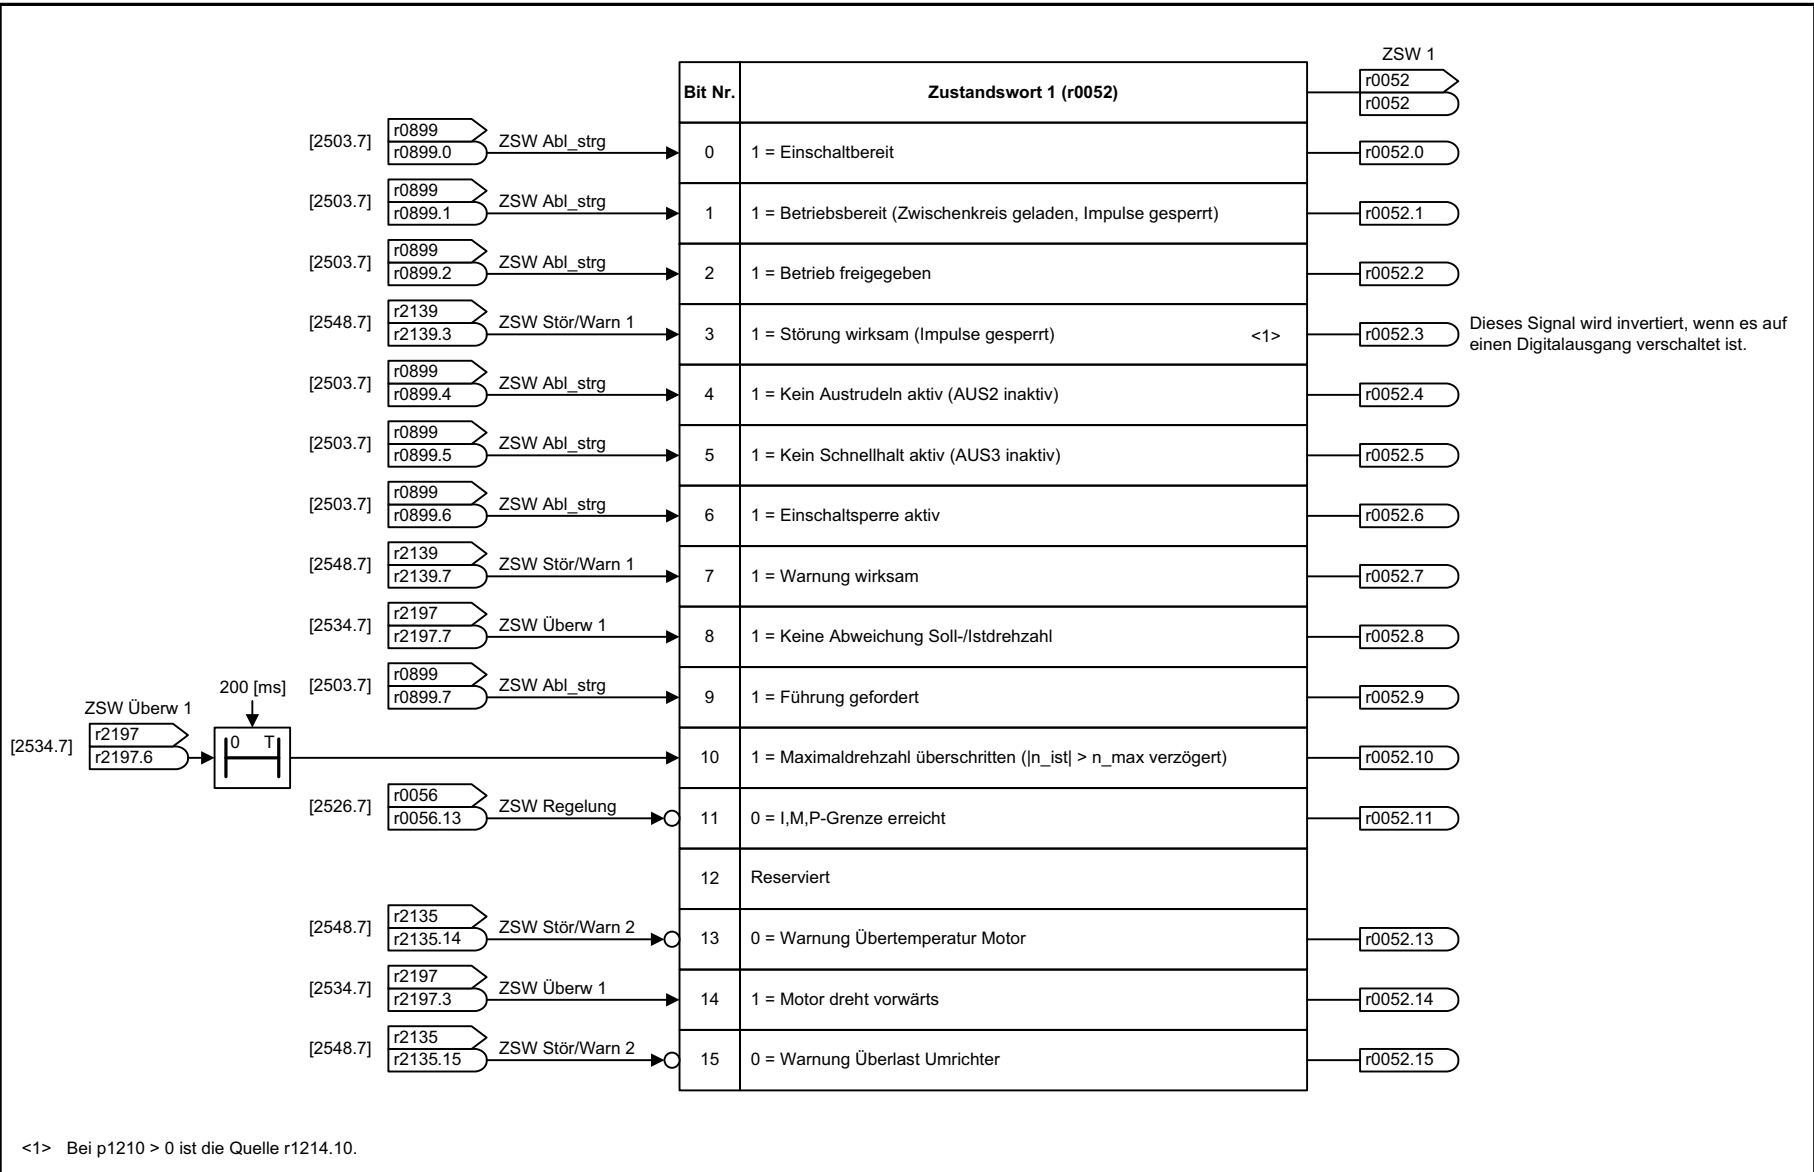 ZSW 1
Bit Nr. Zustandswort 1 (r0052) r0052
r0052
r0899
[2503.7] r0899.0 ZSW Abl_strg 0 1 = Einschaltbereit r0052.0
r0899
[2503.7] r0899.1 ZSW Abl_strg 1 1 = Betriebsbereit (Zwischenkreis geladen, Impulse gesperrt) r0052.1
r0899
[2503.7] r0899.2 ZSW Abl_strg 2 1 = Betrieb freigegeben r0052.2
r2139
[2548.7] r2139.3 ZSW Stör/Warn 1 3 1 = Störung wirksam (Impulse gesperrt) <1> r0052.3
Dieses Signal wird invertiert, wenn es auf
einen Digitalausgang verschaltet ist.
r0899
[2503.7] r0899.4 ZSW Abl_strg 4 1 = Kein Austrudeln aktiv (AUS2 inaktiv) r0052.4
r0899
[2503.7] r0899.5 ZSW Abl_strg 5 1 = Kein Schnellhalt aktiv (AUS3 inaktiv) r0052.5
r0899
[2503.7] r0899.6 ZSW Abl_strg 6 1 = Einschaltsperre aktiv r0052.6
r2139
[2548.7] r2139.7 ZSW Stör/Warn 1 7 1 = Warnung wirksam r0052.7
r2197
[2534.7] r2197.7 ZSW Überw 1 8 1 = Keine Abweichung Soll-/Istdrehzahl r0052.8
r0899
[2503.7] r0899.7 ZSW Abl_strg 9 1 = Führung gefordert r0052.9
200 [ms]
ZSW Überw 1
r2197
[2534.7] r2197.6 0 T 10 1 = Maximaldrehzahl überschritten (|n_ist| > n_max verzögert) r0052.10
r0056
[2526.7] r0056.13 ZSW Regelung 11 0 = I,M,P-Grenze erreicht r0052.11
12 Reserviert
r2135
[2548.7] r2135.14 ZSW Stör/Warn 2 13 0 = Warnung Übertemperatur Motor r0052.13
r2197
[2534.7] r2197.3 ZSW Überw 1 14 1 = Motor dreht vorwärts r0052.14
r2135
[2548.7] r2135.15 ZSW Stör/Warn 2 15 0 = Warnung Überlast Umrichter r0052.15
<1> Bei p1210 > 0 ist die Quelle r1214.10.